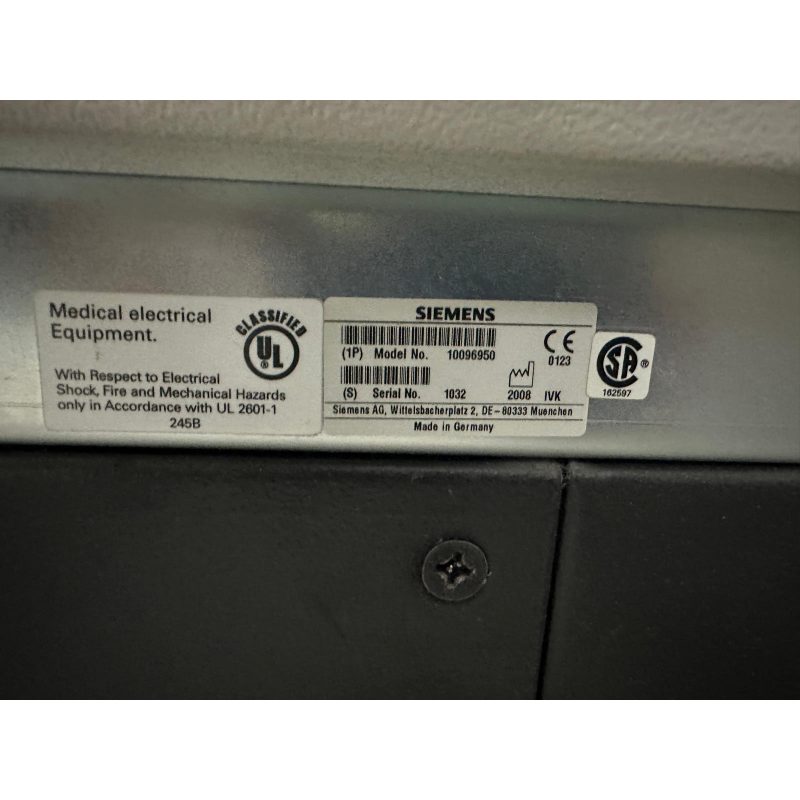 Medical electrical
Equipment.
CLASSIFIED
UL
®
With Respect to Electrical
Shock, Fire and Mechanical Hazards
only in Accordance with UL 2601-1
245B
SIEMENS
(1P) Model No. 10096950
CE
0123
(S) Serial No. 1032
2008 IVK
Siemens AG, Wittelsbacherplatz 2, DE-80333 Muenchen
Made in Germany
SA ®
162597